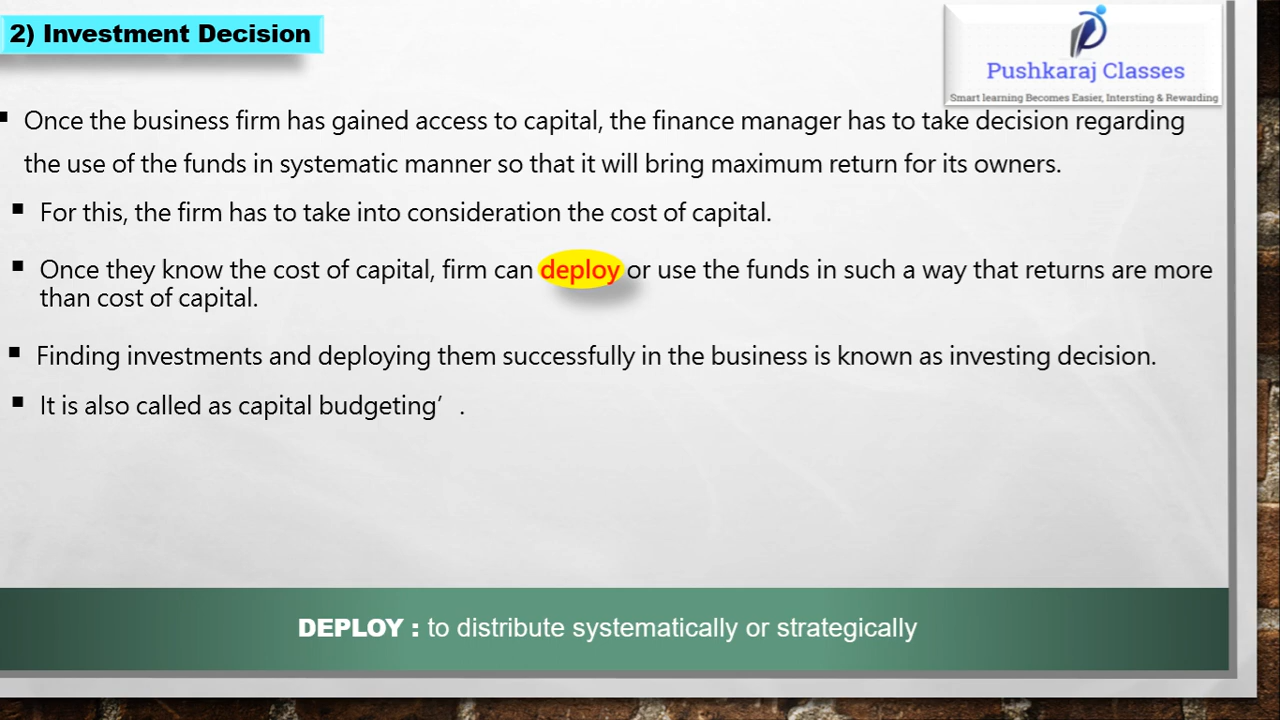 2) Investment Decision
Pushkaraj Classes
Smart learning Becomes Easier, Intersting & Rewarding
▪ Once the business firm has gained access to capital, the finance manager has to take decision regarding
the use of the funds in systematic manner so that it will bring maximum return for its owners.
▪ For this, the firm has to take into consideration the cost of capital.
▪ Once they know the cost of capital, firm can deploy or use the funds in such a way that returns are more
than cost of capital.
▪ Finding investments and deploying them successfully in the business is known as investing decision.
▪ It is also called as capital budgeting’ .
DEPLOY : to distribute systematically or strategically